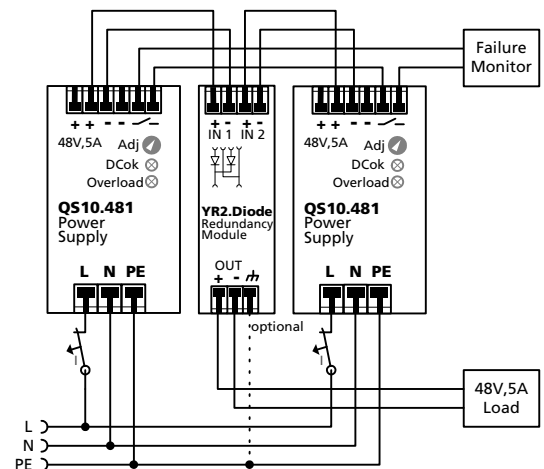 Failure
Monitor
+ + - -
48V,5A
Adj
DCok
Overload
QS10.481
Power
Supply
L N PE
+ - + -
IN 1 IN 2
YR2.Diode
Redundancy
Module
OUT
+ -
optional
+ + - -
48V,5A
Adj
DCok
Overload
QS10.481
Power
Supply
L N PE
I
I
48V,5A
Load
L
N
PE